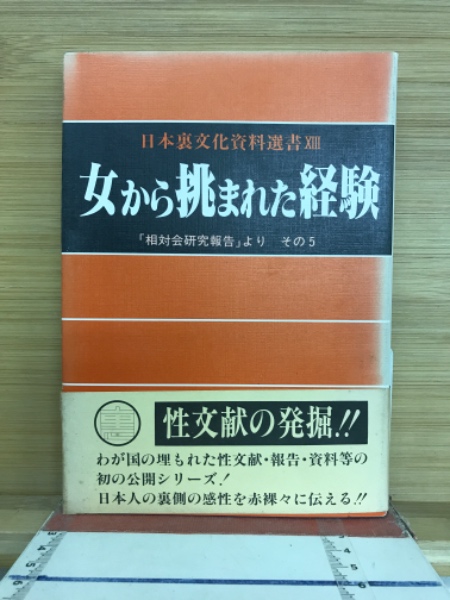 日本裏文化資料選書XIII
女から挑まれた経験
「相対会研究報告」より その5
性文献の発掘!!
わが国の埋もれた性文献・報告・資料等の
初の公開シリーズ!
日本人の裏側の感性を赤裸々に伝える!!